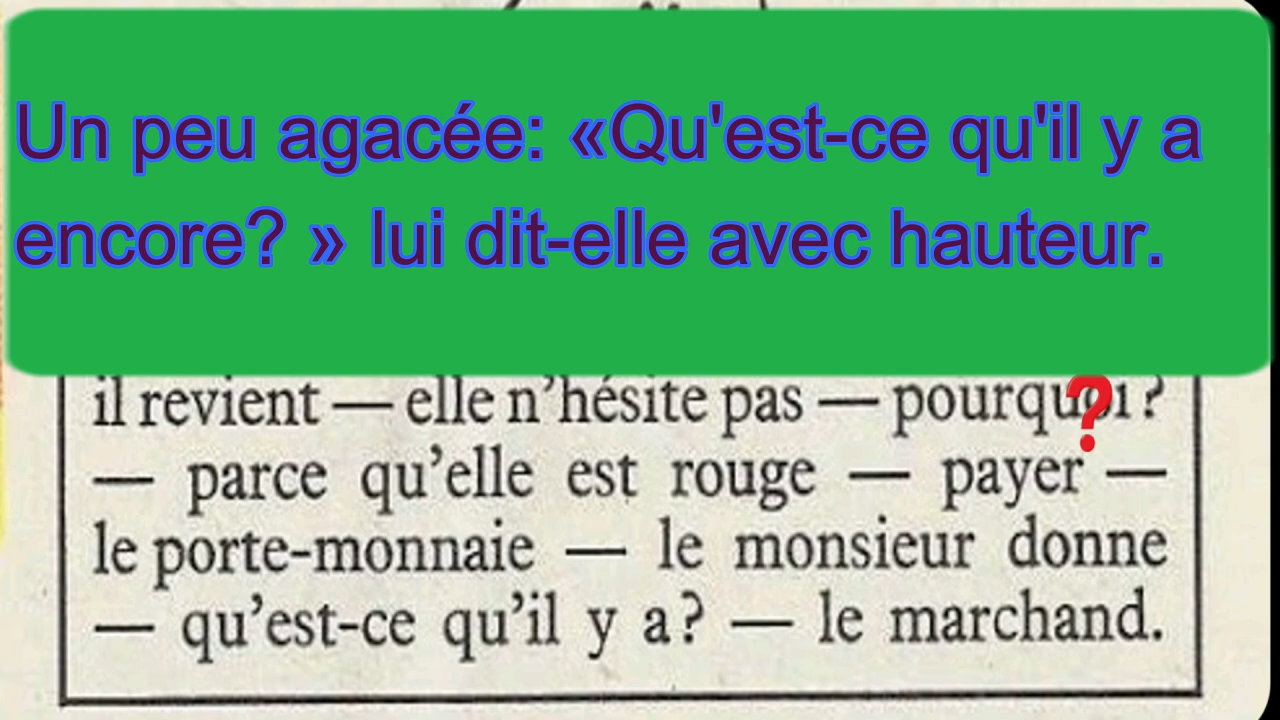 Un peu agacée: «Qu'est-ce qu'il y a
encore? » lui dit-elle avec hauteur.
il revient — elle n'hésite pas — pourquoi?
?
— parce qu'elle est rouge — payer —
le porte-monnaie — le monsieur donne
— qu'est-ce qu'il y a? — le marchand.